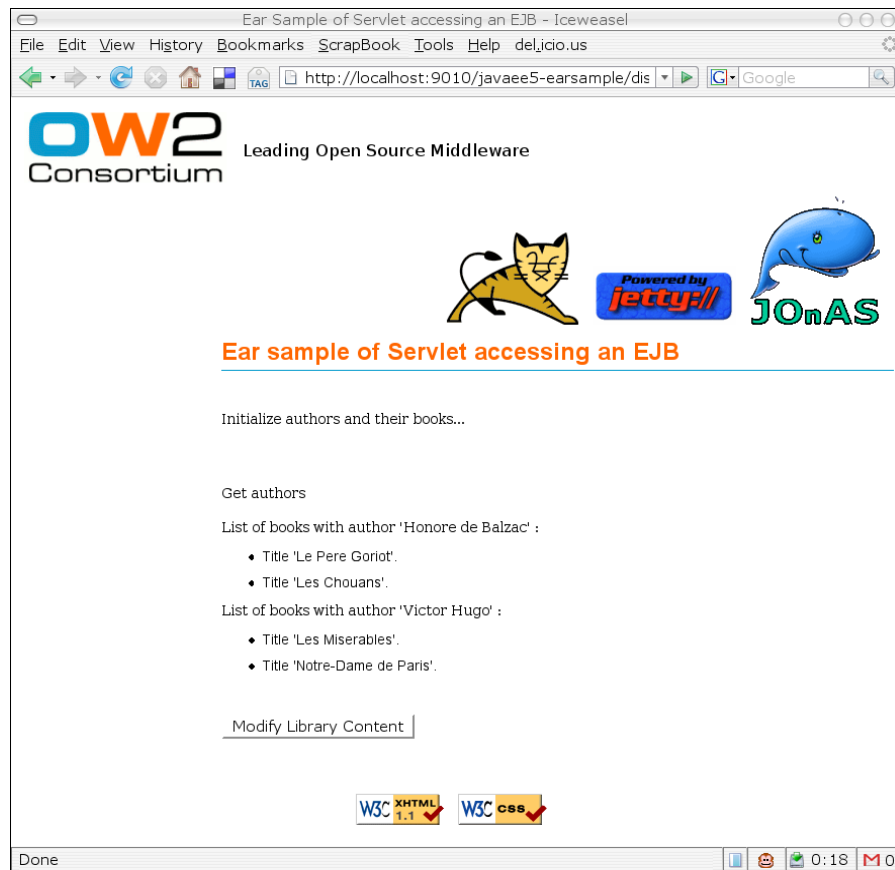 Ear Sample of Servlet accessing an EJB - Iceweasel
File Edit View History Bookmarks ScrapBook Tools Help del.icio.us
TAG http://localhost:9010/javaee5-earsample/dis G Google
OW2
Consortium
Leading Open Source Middleware
Powered by
jetty://
JOnAS
Ear sample of Servlet accessing an EJB
Initialize authors and their books...
Get authors
List of books with author 'Honore de Balzac' :
Title 'Le Pere Goriot'.
Title 'Les Chouans'.
List of books with author 'Victor Hugo' :
Title 'Les Miserables'.
Title 'Notre-Dame de Paris'.
Modify Library Content
W3C XHTML 1.1 W3C css
Done 0:18 M 0